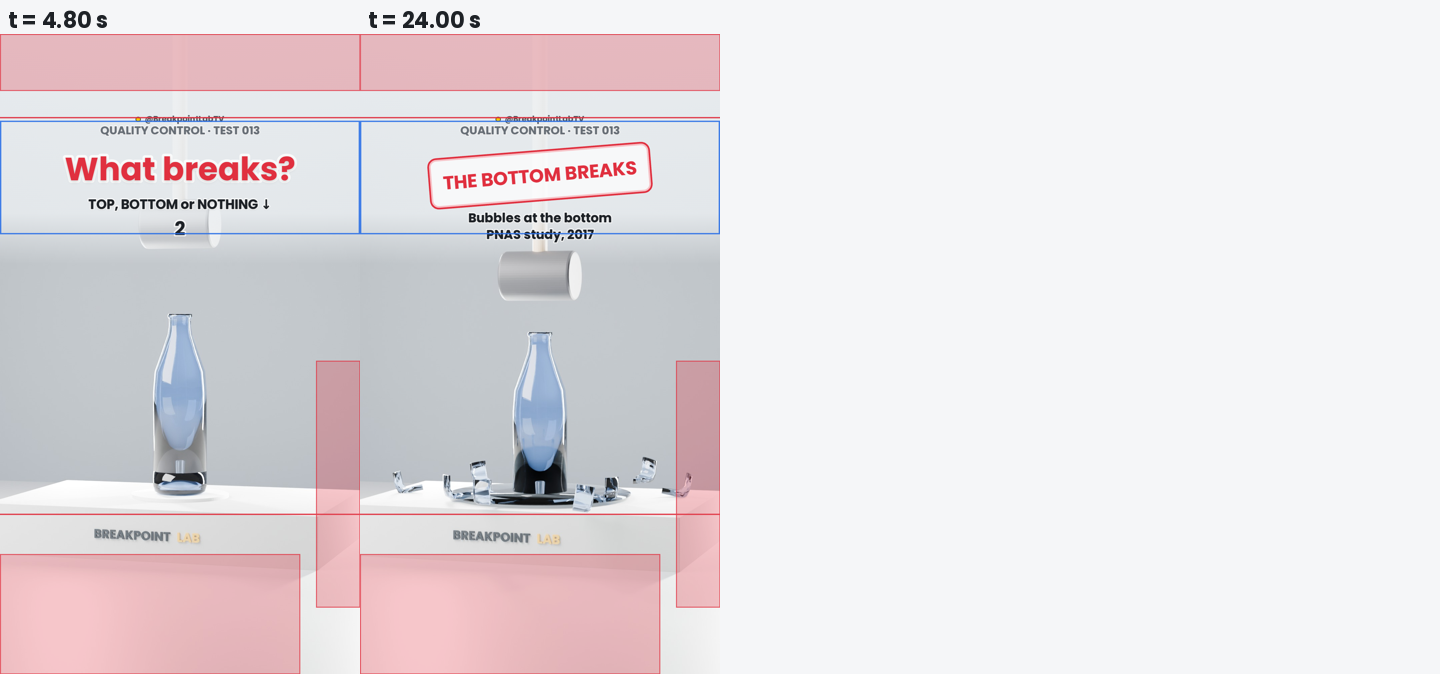 t = 4.80 s
@BreakpointLabTV
QUALITY CONTROL · TEST 013
What breaks?
TOP, BOTTOM or NOTHING ↓
2
BREAKPOINT LAB
t = 24.00 s
@BreakpointLabTV
QUALITY CONTROL · TEST 013
THE BOTTOM BREAKS
Bubbles at the bottom
PNAS study, 2017
BREAKPOINT LAB